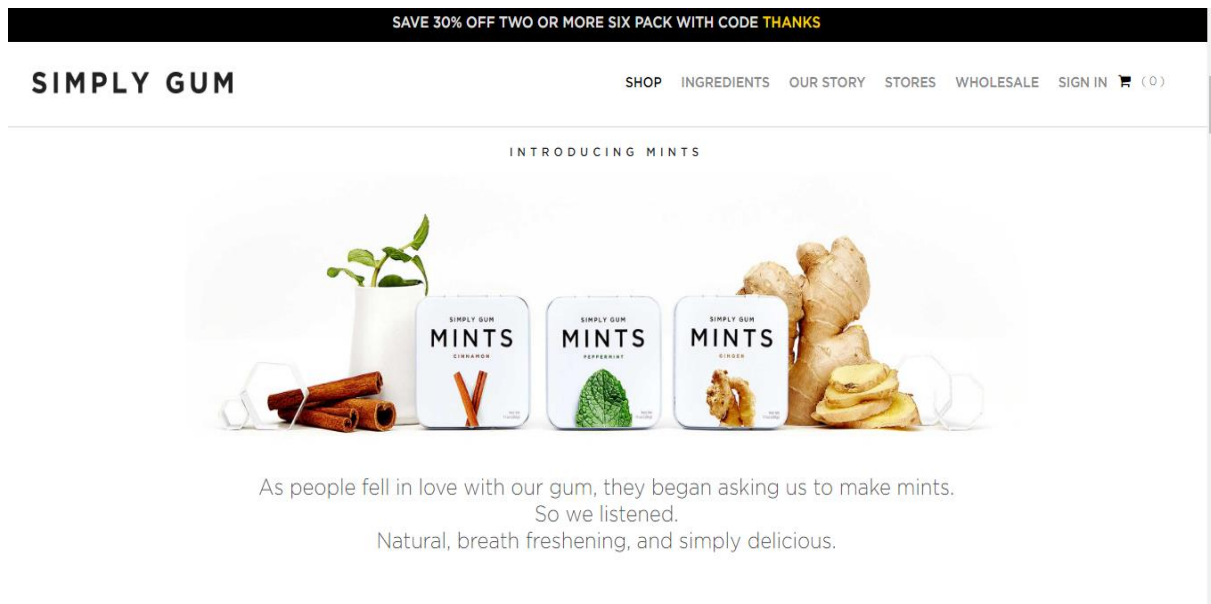 SAVE 30% OFF TWO OR MORE SIX PACK WITH CODE THANKS
SIMPLY GUM
SHOP INGREDIENTS OUR STORY STORES WHOLESALE SIGN IN (0)
INTRODUCING MINTS
SIMPLY GUM
MINTS
CINNAMON
SIMPLY GUM
MINTS
PEPPERMINT
SIMPLY GUM
MINTS
GINGER
As people fell in love with our gum, they began asking us to make mints.
So we listened.
Natural, breath freshening, and simply delicious.